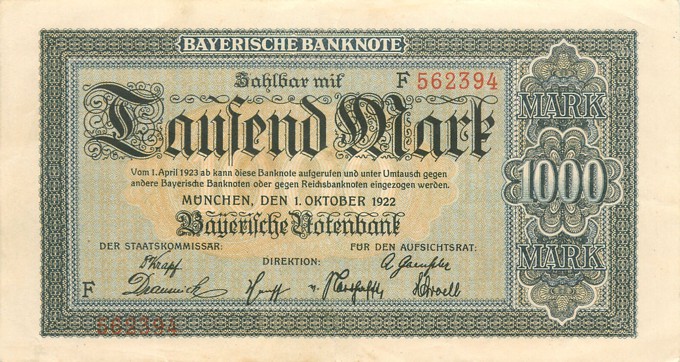 BAYERISCHE BANKNOTE
Zahlbar mit F 562394
Tausend Mark
MARK
1000
MARK
Vom 1. April 1923 ab kann diese Banknote aufgerufen und unter Umtausch gegen
andere Bayerische Banknoten oder gegen Reichsbanknoten eingezogen werden.
MÜNCHEN, DEN 1. OKTOBER 1922
Bayerische Notenbank
DER STAATSKOMMISSAR: FÜR DEN AUFSICHTSRAT:
DIREKTION:
F
562394